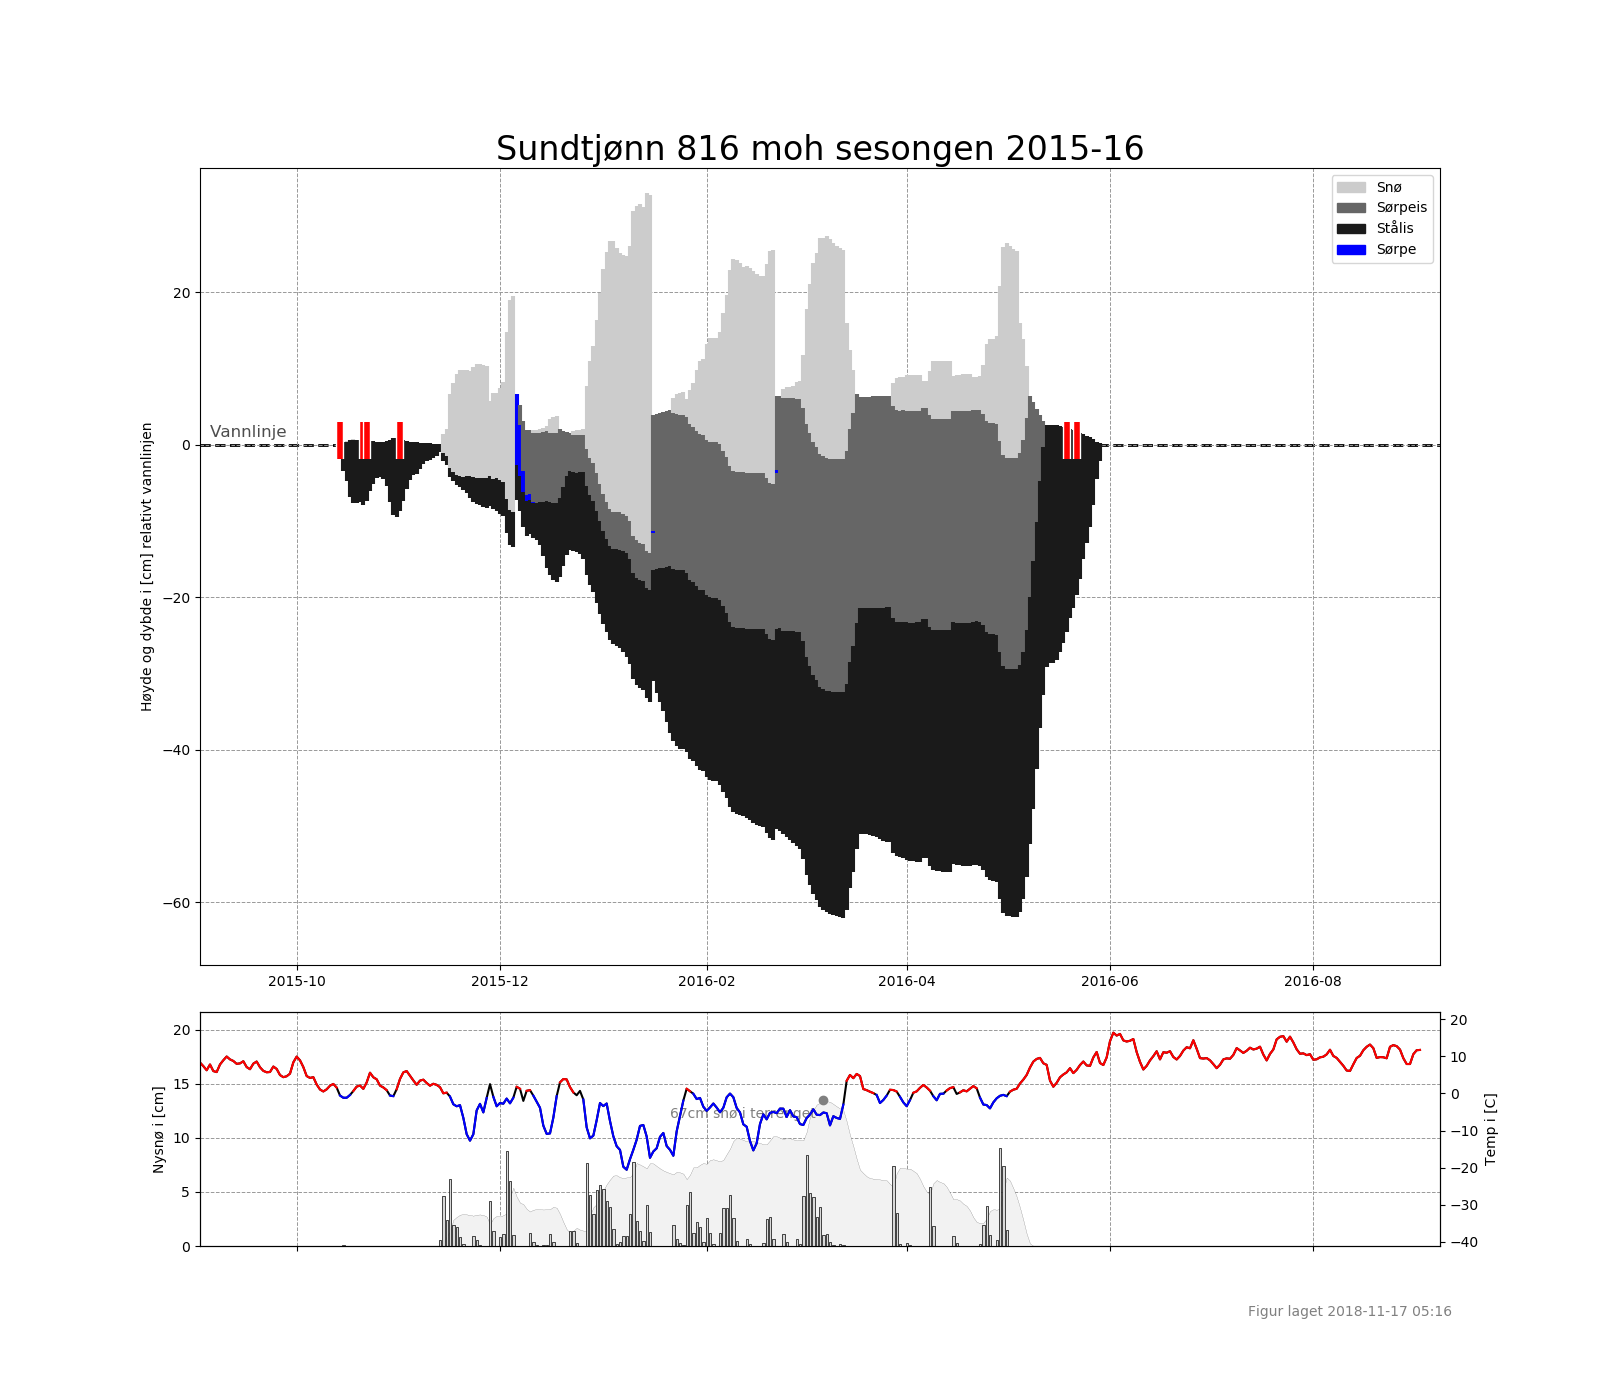 Sundtjønn 816 moh sesongen 2015-16
Snø
Sørpeis
Stålis
Sørpe
Vannlinje
Høyde og dybde i [cm] relativt vannlinjen
20
0
−20
−40
−60
2015-10
2015-12
2016-02
2016-04
2016-06
2016-08
Nysnø i [cm]
20
15
10
5
0
67cm snø i terrenget
20
10
0
−10
−20
−30
−40
Temp i [C]
Figur laget 2018-11-17 05:16